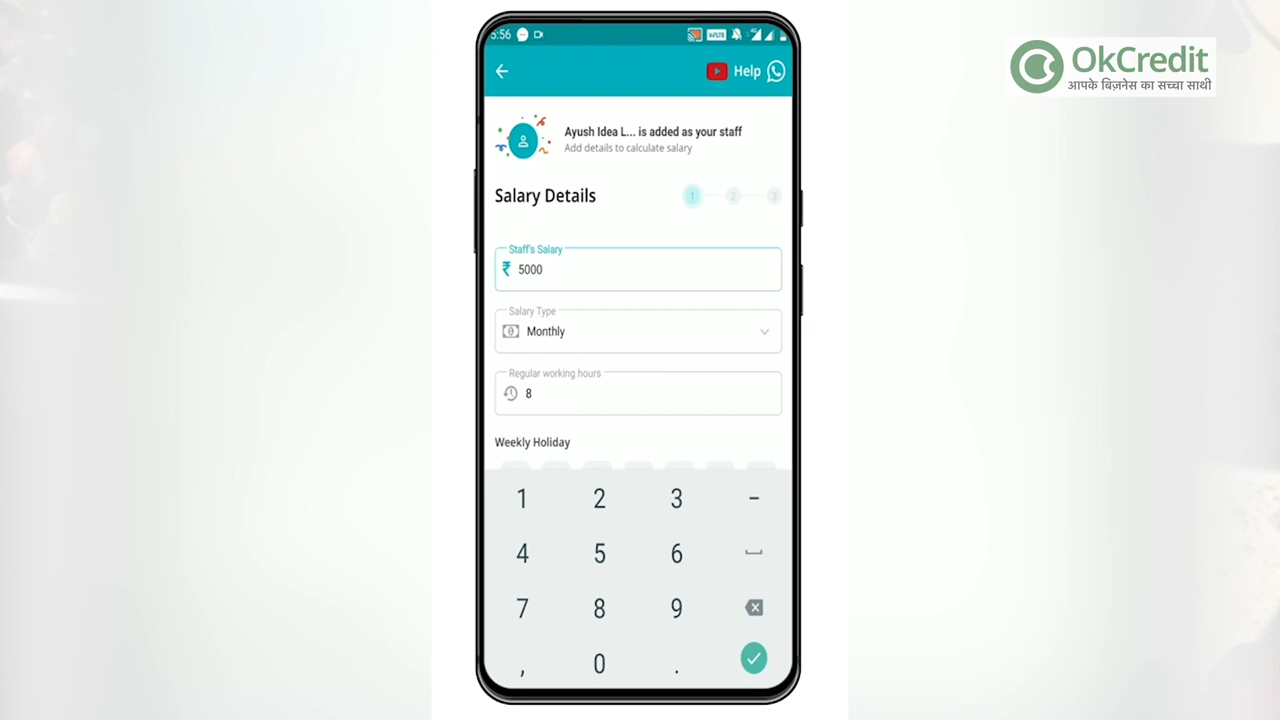 5:56
VoLTE
OkCredit
आपके बिज़नेस का सच्चा साथी
Help
Ayush Idea L... is added as your staff
Add details to calculate salary
Salary Details
1 2 3
Staff's Salary
₹ 5000
Salary Type
Monthly
Regular working hours
8
Weekly Holiday
1 2 3 -
4 5 6
7 8 9
, 0 .